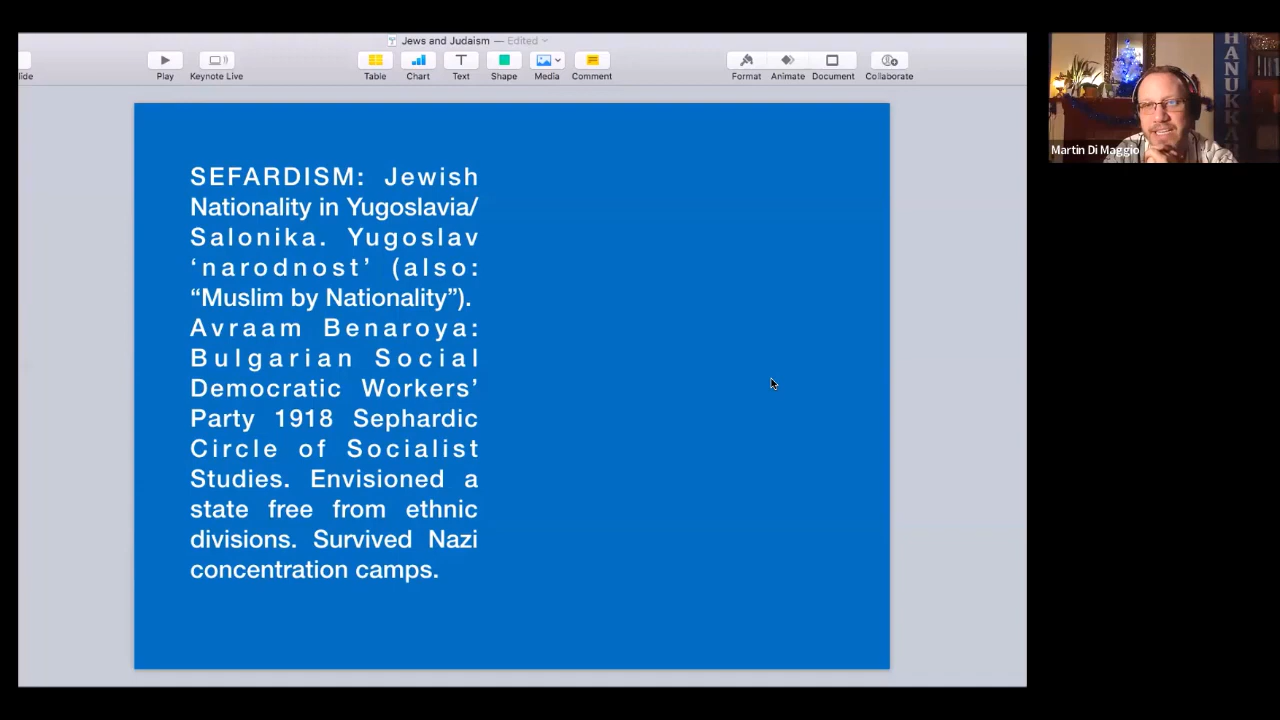 Jews and Judaism — Edited
lide
Play
Keynote Live
Table
Chart
Text
Shape
Media
Comment
Format
Animate
Document
Collaborate
SEFARDISM: Jewish
Nationality in Yugoslavia/
Salonika. Yugoslav
‘narodnost’ (also:
“Muslim by Nationality”).
Avraam Benaroya:
Bulgarian Social
Democratic Workers’
Party 1918 Sephardic
Circle of Socialist
Studies. Envisioned a
state free from ethnic
divisions. Survived Nazi
concentration camps.
HANUKKA
Martin Di Maggio